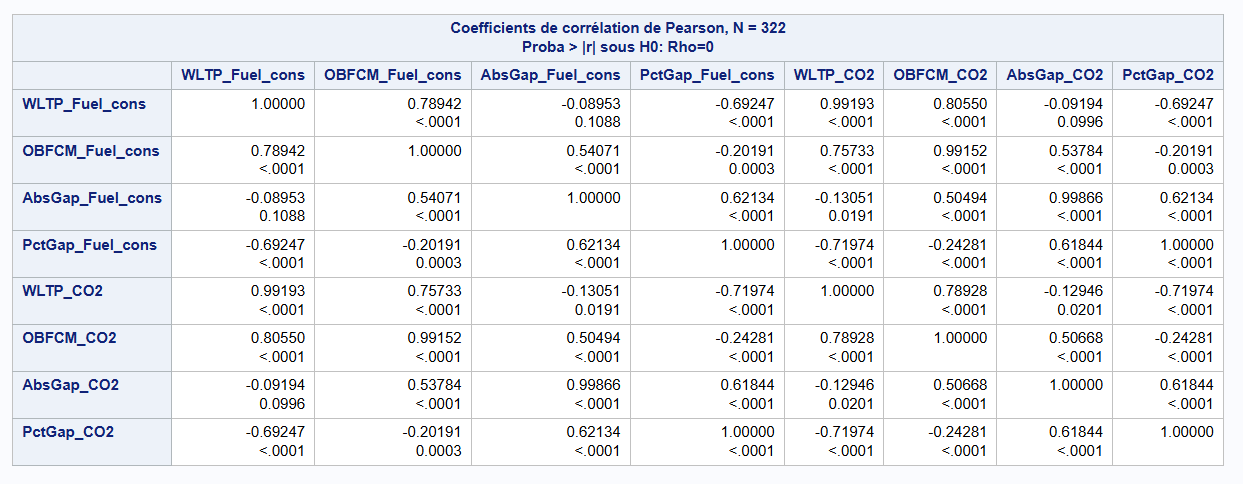 Coefficients de corrélation de Pearson, N = 322
Proba > |r| sous H0: Rho=0
WLTP_Fuel_cons OBFCM_Fuel_cons AbsGap_Fuel_cons PctGap_Fuel_cons WLTP_CO2 OBFCM_CO2 AbsGap_CO2 PctGap_CO2
WLTP_Fuel_cons 1.00000 0.78942 -0.08953 -0.69247 0.99193 0.80550 -0.09194 -0.69247
<.0001 0.1088 <.0001 <.0001 <.0001 0.0996 <.0001
OBFCM_Fuel_cons 0.78942 1.00000 0.54071 -0.20191 0.75733 0.99152 0.53784 -0.20191
<.0001 <.0001 0.0003 <.0001 <.0001 <.0001 0.0003
AbsGap_Fuel_cons -0.08953 0.54071 1.00000 0.62134 -0.13051 0.50494 0.99866 0.62134
0.1088 <.0001 <.0001 0.0191 <.0001 <.0001 <.0001
PctGap_Fuel_cons -0.69247 -0.20191 0.62134 1.00000 -0.71974 -0.24281 0.61844 1.00000
<.0001 0.0003 <.0001 <.0001 <.0001 <.0001 <.0001
WLTP_CO2 0.99193 0.75733 -0.13051 -0.71974 1.00000 0.78928 -0.12946 -0.71974
<.0001 <.0001 0.0191 <.0001 <.0001 0.0201 <.0001
OBFCM_CO2 0.80550 0.99152 0.50494 -0.24281 0.78928 1.00000 0.50668 -0.24281
<.0001 <.0001 <.0001 <.0001 <.0001 <.0001 <.0001
AbsGap_CO2 -0.09194 0.53784 0.99866 0.61844 -0.12946 0.50668 1.00000 0.61844
0.0996 <.0001 <.0001 <.0001 0.0201 <.0001 <.0001
PctGap_CO2 -0.69247 -0.20191 0.62134 1.00000 -0.71974 -0.24281 0.61844 1.00000
<.0001 0.0003 <.0001 <.0001 <.0001 <.0001 <.0001